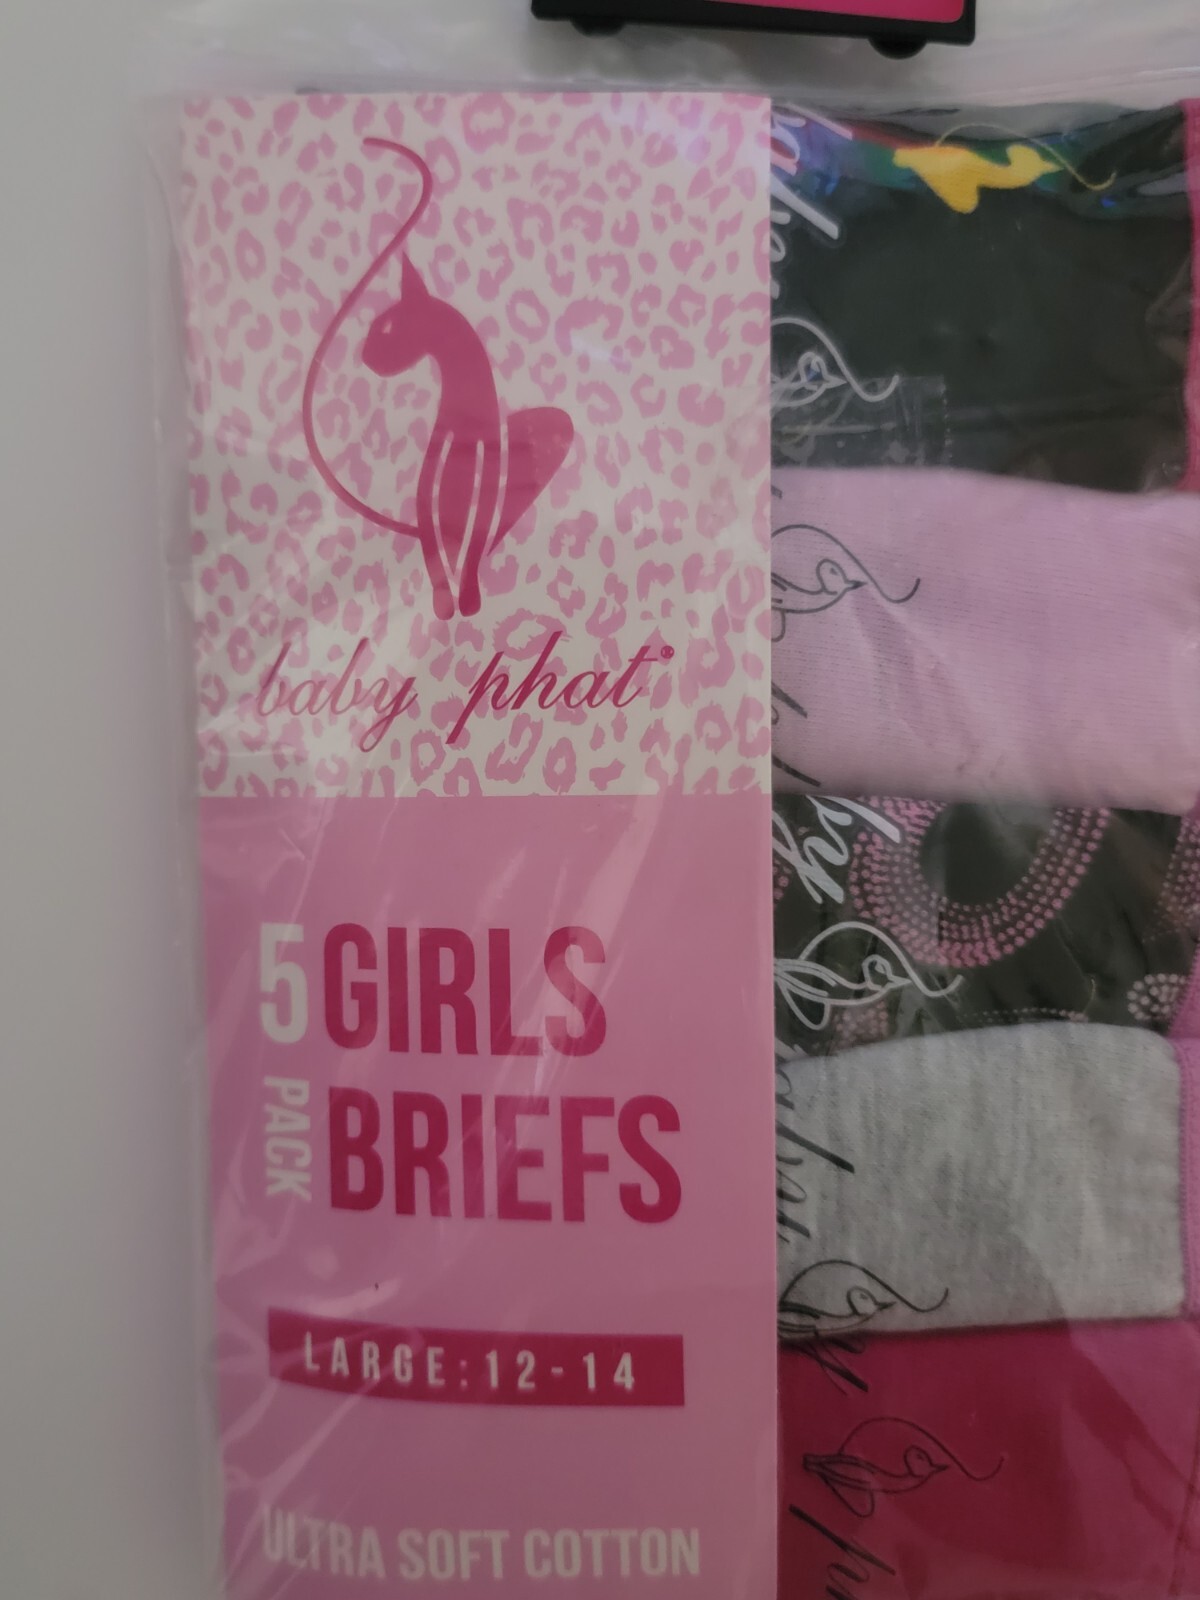 baby phat®
5 GIRLS
PACK BRIEFS
LARGE: 12-14
ULTRA SOFT COTTON